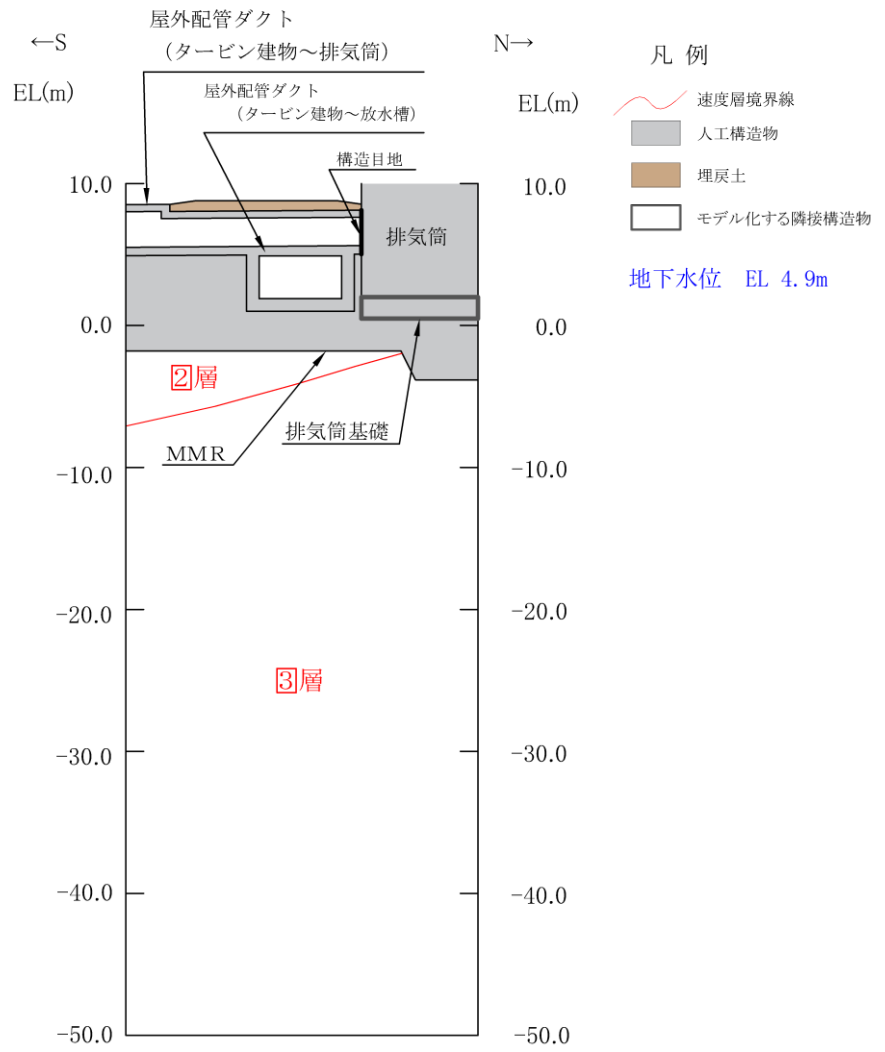 屋外配管ダクト
(タービン建物～排気筒)
←S
N→
凡 例
EL(m)
EL(m)
屋外配管ダクト
(タービン建物～放水槽)
構造目地
速度層境界線
人工構造物
埋戻土
モデル化する隣接構造物
地下水位 EL 4.9m
10.0
10.0
排気筒
0.0
0.0
②層
排気筒基礎
MMR
-10.0
-10.0
-20.0
-20.0
③層
-30.0
-30.0
-40.0
-40.0
-50.0
-50.0